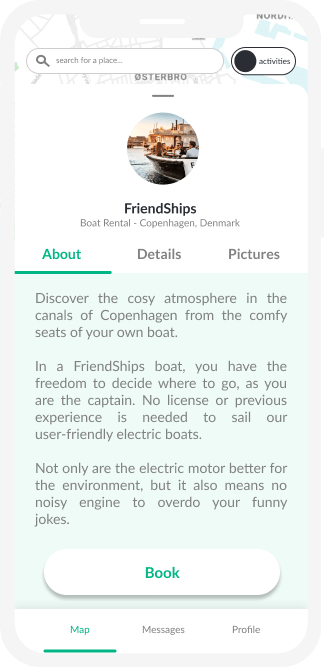 search for a place...
activities
ØSTERBRO
FriendShips
Boat Rental - Copenhagen, Denmark
About Details Pictures
Discover the cosy atmosphere in the
canals of Copenhagen from the comfy
seats of your own boat.
In a FriendShips boat, you have the
freedom to decide where to go, as you
are the captain. No license or previous
experience is needed to sail our
user-friendly electric boats.
Not only are the electric motor better for
the environment, but it also means no
noisy engine to overdo your funny
jokes.
Book
Map Messages Profile